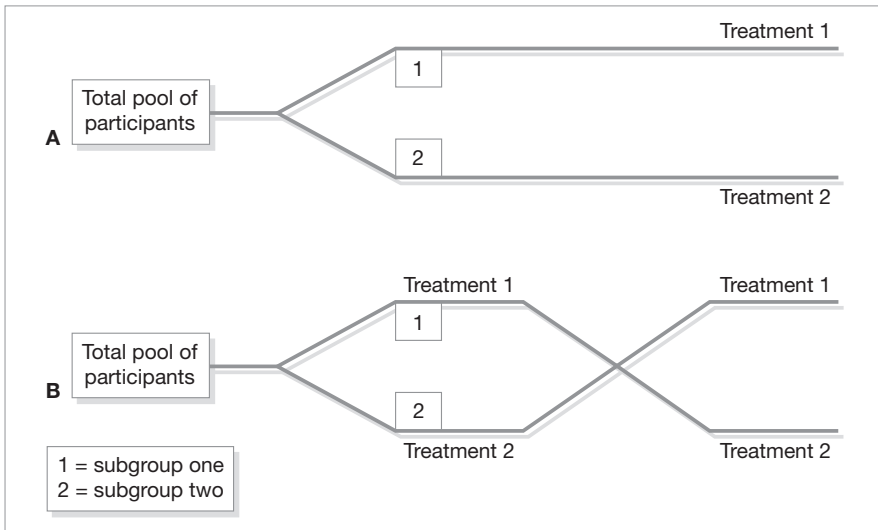 Treatment 1
1
Total pool of
participants
A
2
Treatment 2
Treatment 1
Treatment 1
1
Total pool of
participants
B
2
Treatment 2
Treatment 2
1 = subgroup one
2 = subgroup two